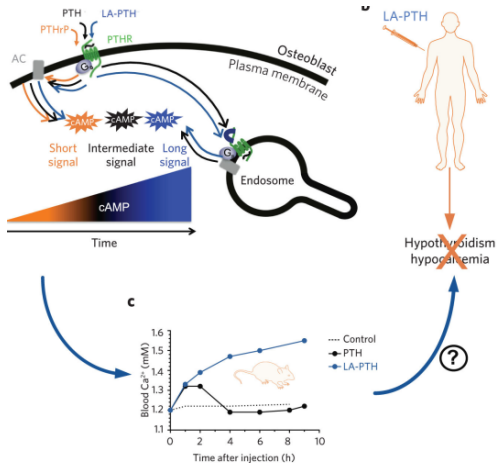 PTH
LA-PTH
PTHrP
PTHR
AC
G
Osteoblast
Plasma membrane
cAMP
cAMP
cAMP
Short
signal
Intermediate
signal
Long
signal
G
Endosome
cAMP
Time
b
LA-PTH
Hypothyroidism
hypocalcemia
?
c
Blood Ca²⁺ (mM)
1.6
1.5
1.4
1.3
1.2
1.1
0
2
4
6
8
10
Time after injection (h)
Control
PTH
LA-PTH